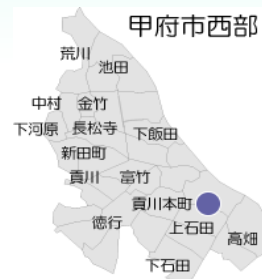 甲府市西部
荒川
池田
中村 金竹
下河原 長松寺 下飯田
新田町
貢川 富竹
貢川本町
徳行 上石田
高畑
下石田